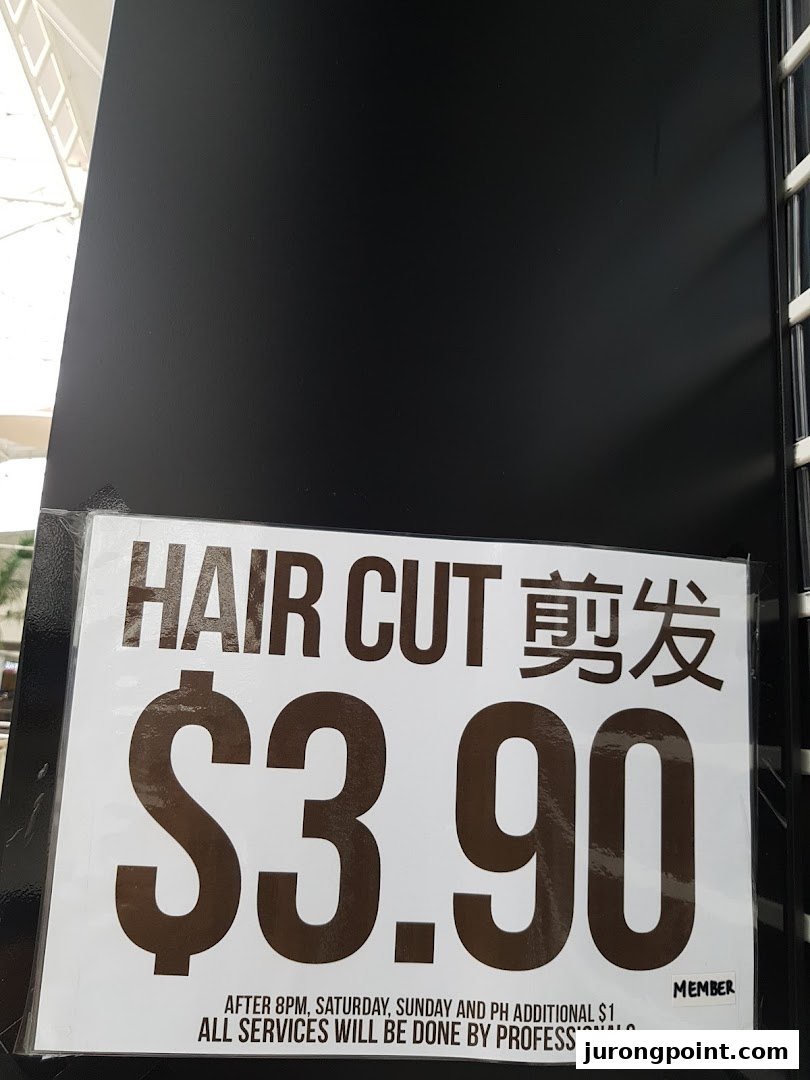 HAIR CUT 剪发
$3.90
MEMBER
AFTER 8PM, SATURDAY, SUNDAY AND PH ADDITIONAL $1
ALL SERVICES WILL BE DONE BY
jurongpoint.com